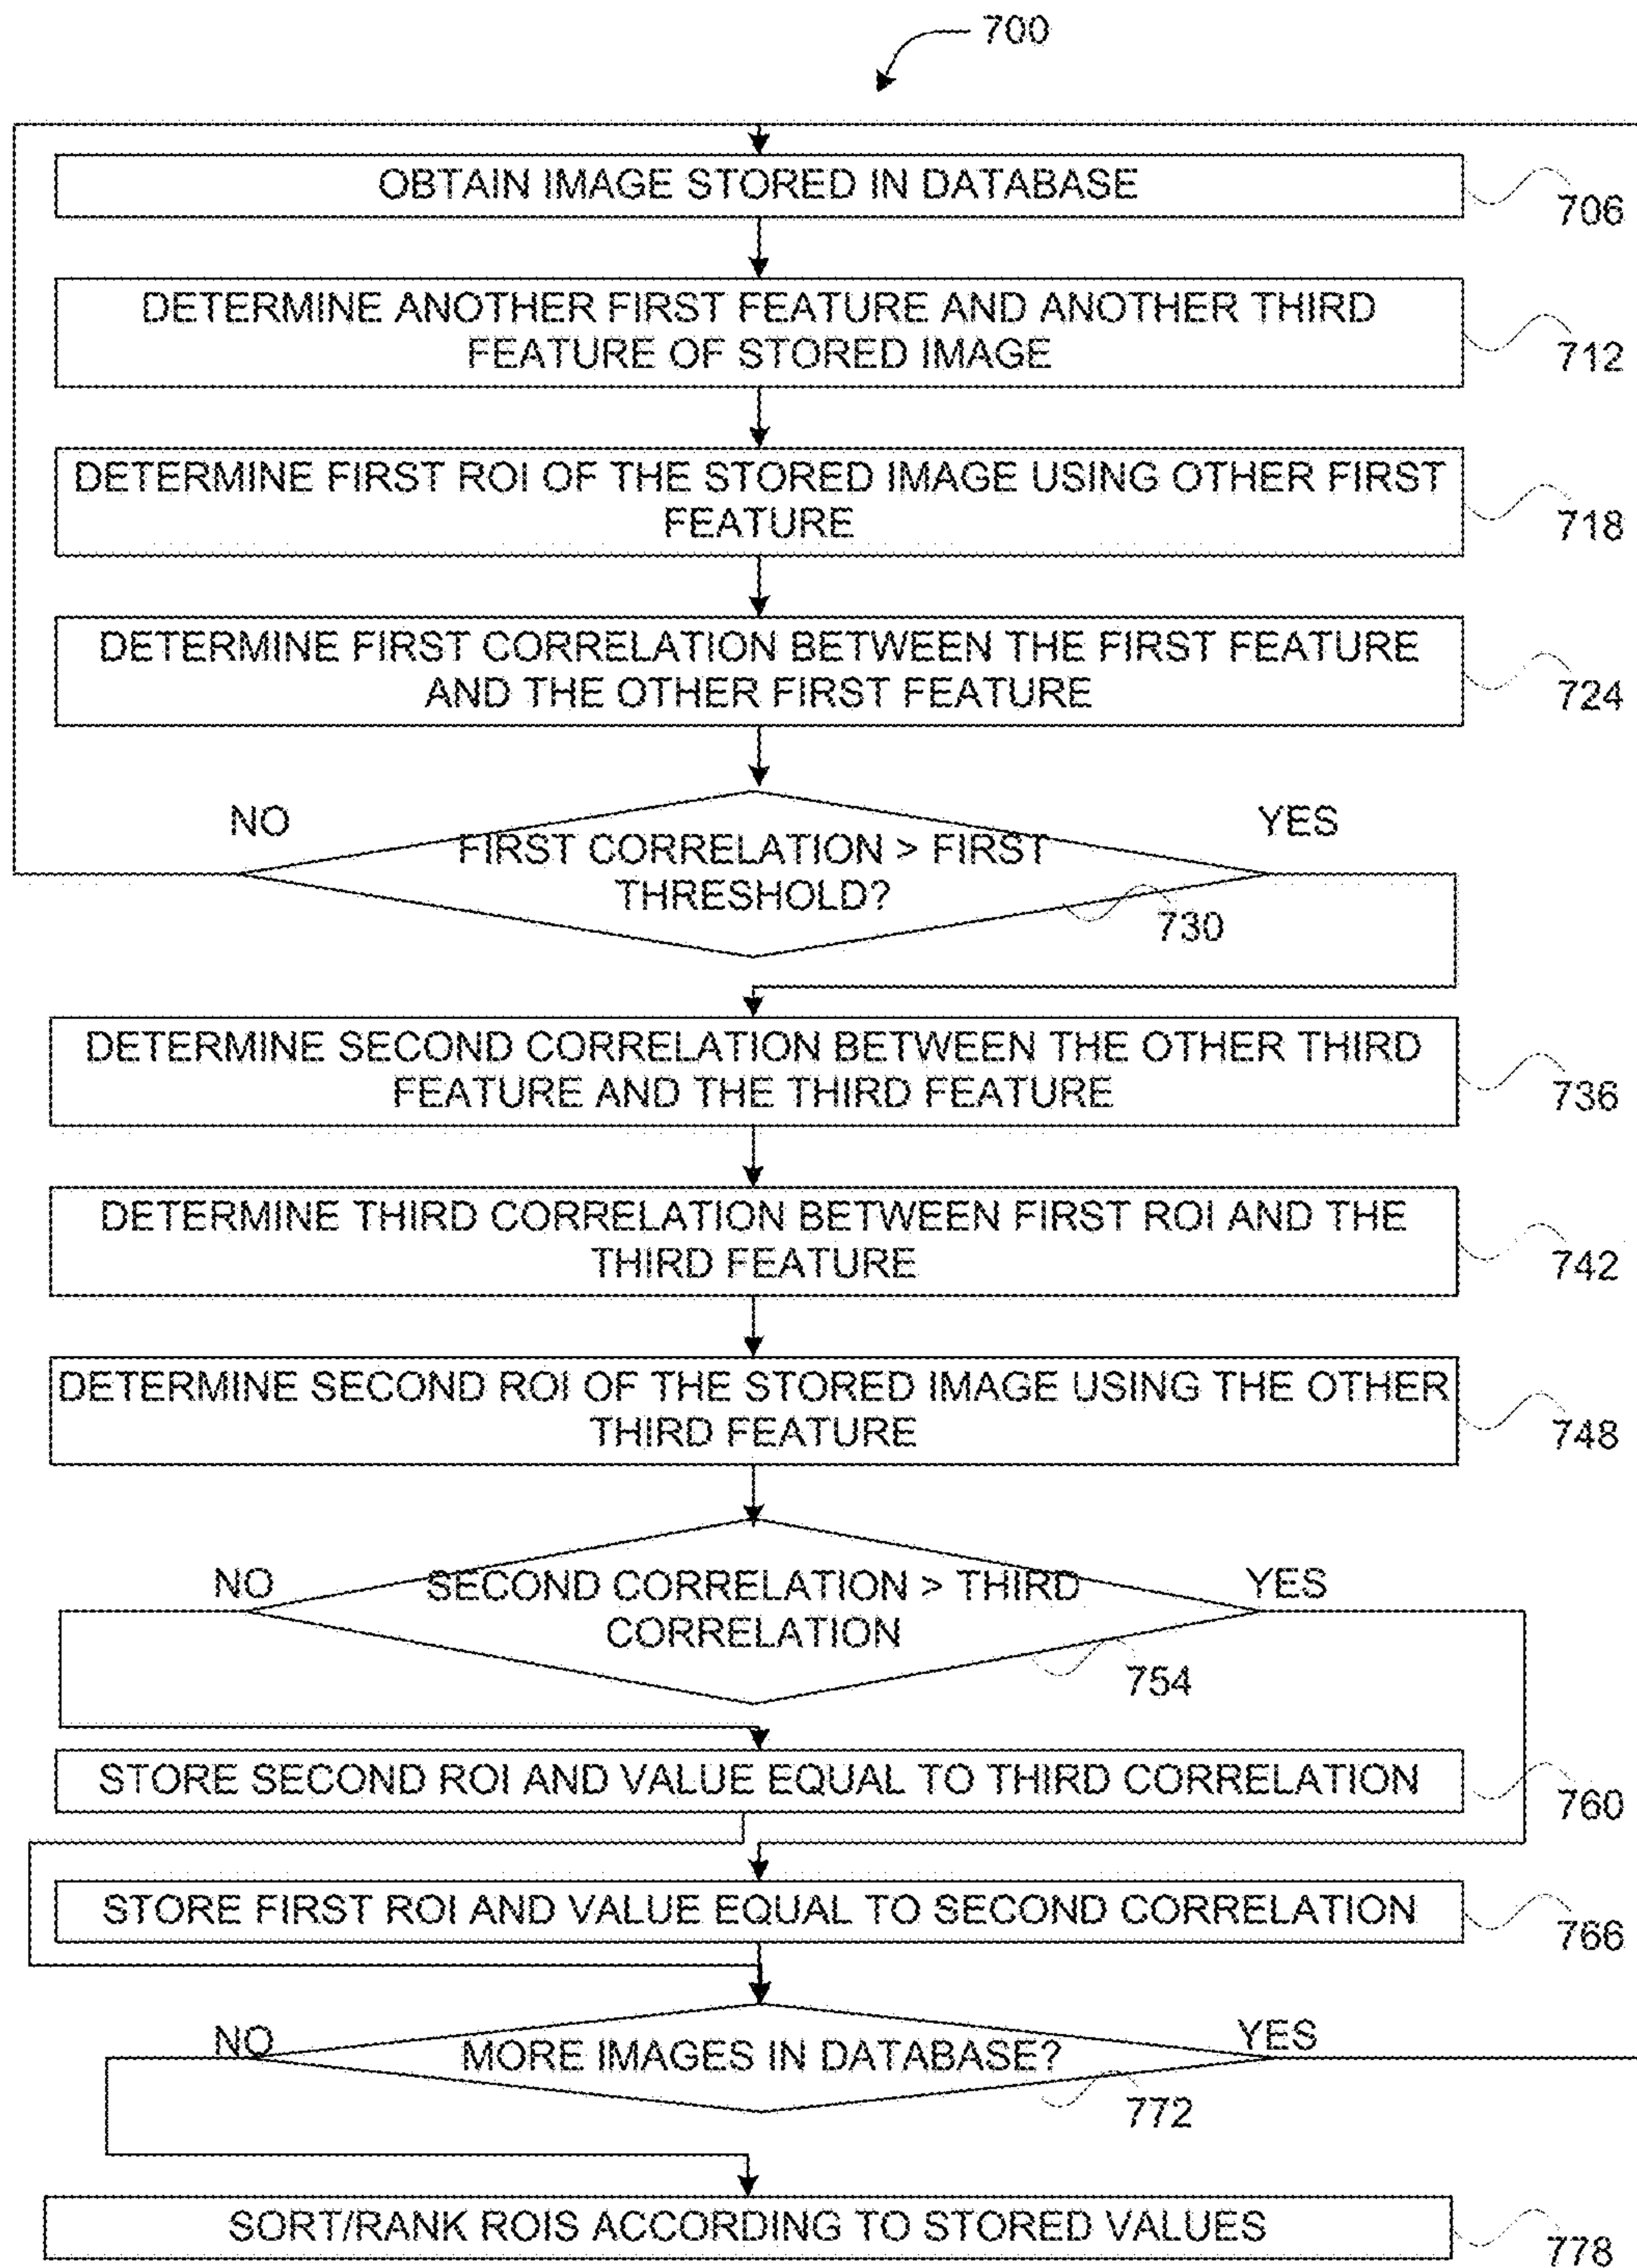 700
OBTAIN IMAGE STORED IN DATABASE
706
DETERMINE ANOTHER FIRST FEATURE AND ANOTHER THIRD
FEATURE OF STORED IMAGE
712
DETERMINE FIRST ROI OF THE STORED IMAGE USING OTHER FIRST
FEATURE
718
DETERMINE FIRST CORRELATION BETWEEN THE FIRST FEATURE
AND THE OTHER FIRST FEATURE
724
NO
YES
FIRST CORRELATION > FIRST
THRESHOLD?
730
DETERMINE SECOND CORRELATION BETWEEN THE OTHER THIRD
FEATURE AND THE THIRD FEATURE
736
DETERMINE THIRD CORRELATION BETWEEN FIRST ROI AND THE
THIRD FEATURE
742
DETERMINE SECOND ROI OF THE STORED IMAGE USING THE OTHER
THIRD FEATURE
748
NO
SECOND CORRELATION > THIRD
YES
CORRELATION
754
STORE SECOND ROI AND VALUE EQUAL TO THIRD CORRELATION
760
STORE FIRST ROI AND VALUE EQUAL TO SECOND CORRELATION
766
NO
YES
MORE IMAGES IN DATABASE?
772
SORT/RANK ROIS ACCORDING TO STORED VALUES
778